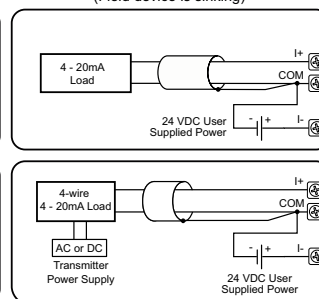 (Field device is sinking)
4 - 20mA
Load
I+
COM
24 VDC User
Supplied Power
- +
I-
4-wire
4 - 20mA Load
I+
COM
AC or DC
Transmitter
Power Supply
- +
I-
24 VDC User
Supplied Power